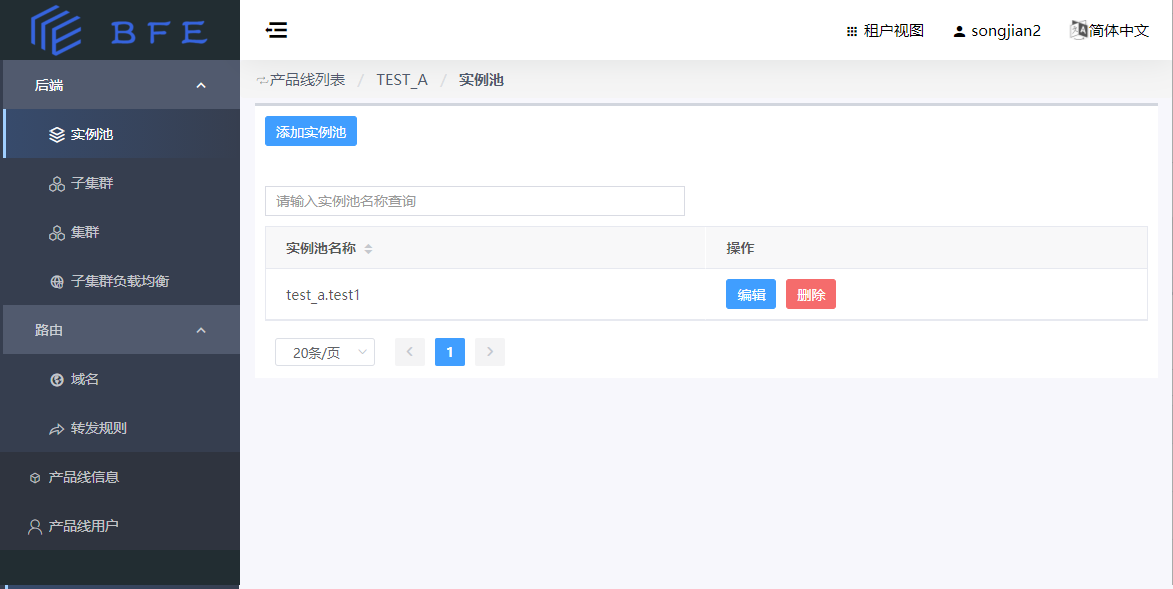 BFE
租户视图
songjian2
简体中文
后端
实例池
子集群
集群
子集群负载均衡
路由
域名
转发规则
产品线信息
产品线用户
产品线列表 / TEST_A / 实例池
添加实例池
请输入实例池名称查询
实例池名称 操作
test_a.test1 编辑 删除
20条/页 1